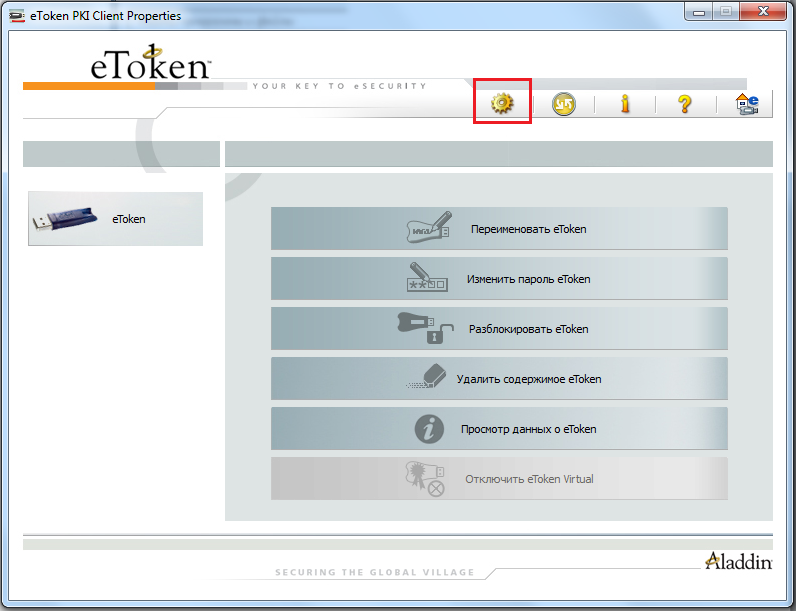 eToken PKI Client Properties
eToken™
YOUR KEY TO eSECURITY
eToken
Переименовать eToken
Изменить пароль eToken
Разблокировать eToken
Удалить содержимое eToken
Просмотр данных о eToken
Отключить eToken Virtual
SECURING THE GLOBAL VILLAGE
Aladdin